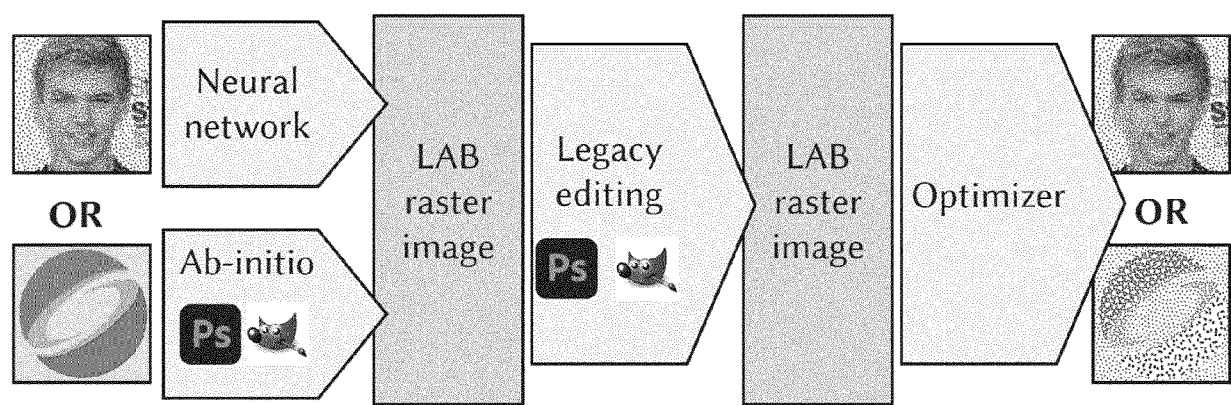 Neural
network
OR
Ab-initio
Ps
LAB
raster
image
Legacy
editing
Ps
LAB
raster
image
Optimizer
OR
S
S